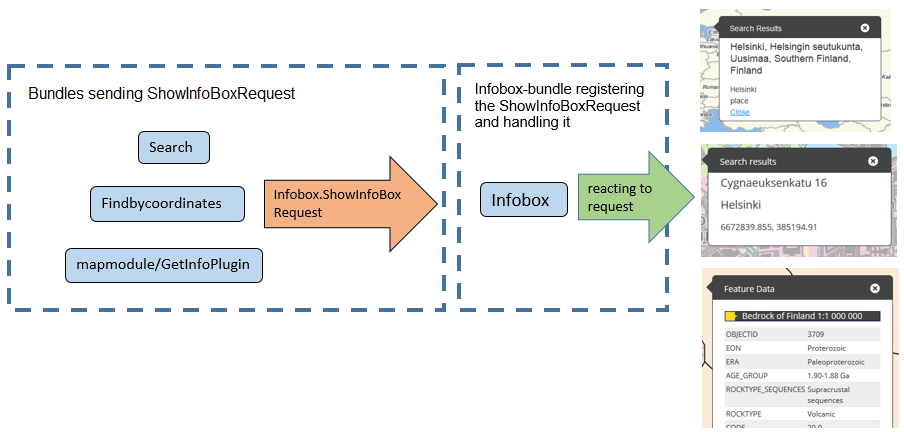 Bundles sending ShowInfoBoxRequest
Search
Findbycoordinates
mapmodule/GetInfoPlugin
Infobox.ShowInfoBox
Request
Infobox-bundle registering
the ShowInfoBoxRequest
and handling it
Infobox
reacting to
request
Search Results
Helsinki, Helsingin seutukunta,
Uusimaa, Southern Finland,
Finland
Helsinki
place
Close
Search results
Cygnaeuksenkatu 16
Helsinki
6672839.855, 385194.91
Feature Data
Bedrock of Finland 1:1 000 000
OBJECTID 3709
EON Proterozoic
ERA Paleoproterozoic
AGE_GROUP 1.90-1.88 Ga
ROCKTYPE_SEQUENCES Supracrustal
sequences
ROCKTYPE Volcanic
CODE 20.0